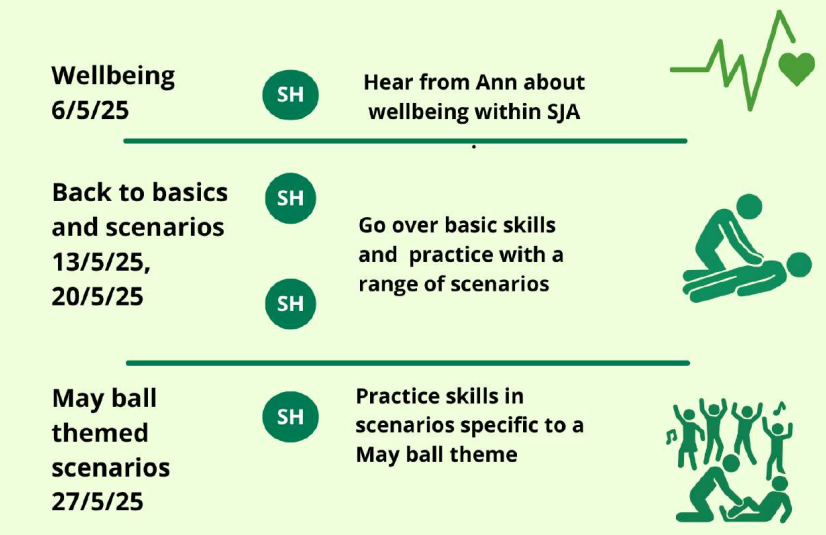 Wellbeing
6/5/25
SH
Hear from Ann about
wellbeing within SJA
.
Back to basics
and scenarios
13/5/25,
20/5/25
SH
SH
Go over basic skills
and practice with a
range of scenarios
May ball
themed
scenarios
27/5/25
SH
Practice skills in
scenarios specific to a
May ball theme